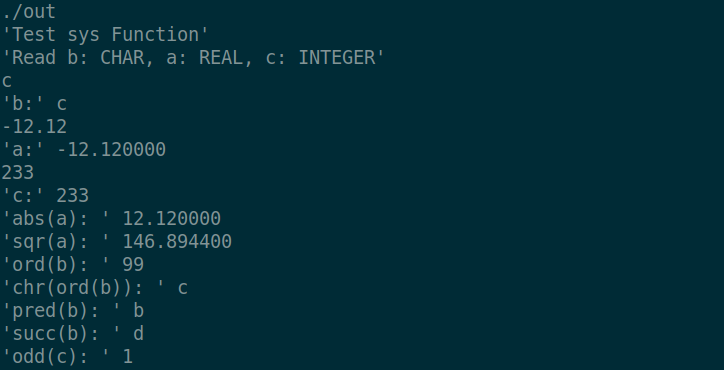 ./out
'Test sys Function'
'Read b: CHAR, a: REAL, c: INTEGER'
c
'b:' c
-12.12
'a:' -12.120000
233
'c:' 233
'abs(a): ' 12.120000
'sqr(a): ' 146.894400
'ord(b): ' 99
'chr(ord(b)): ' c
'pred(b): ' b
'succ(b): ' d
'odd(c): ' 1